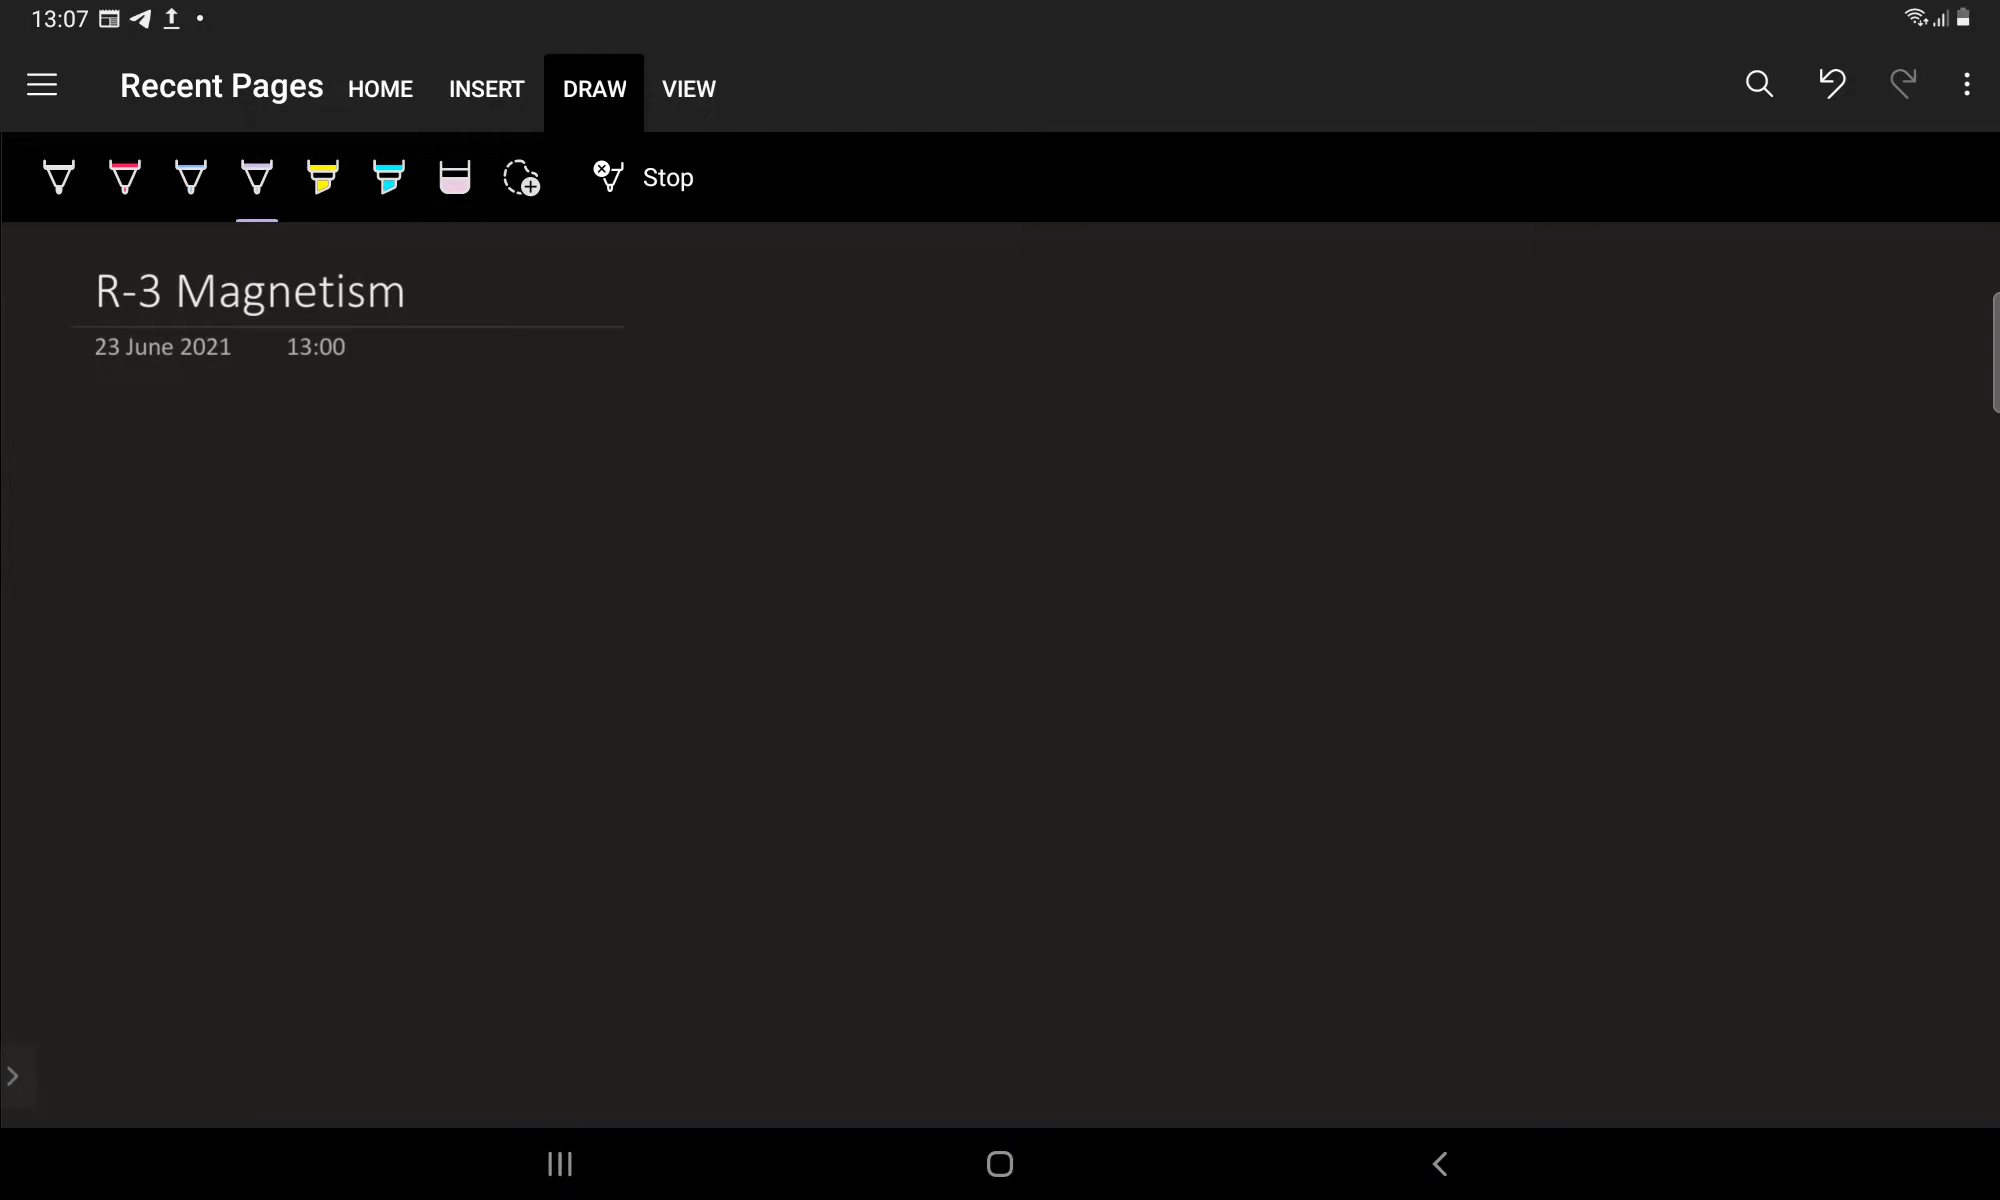 13:07
Recent Pages HOME INSERT DRAW VIEW
Stop
R-3 Magnetism
23 June 2021 13:00